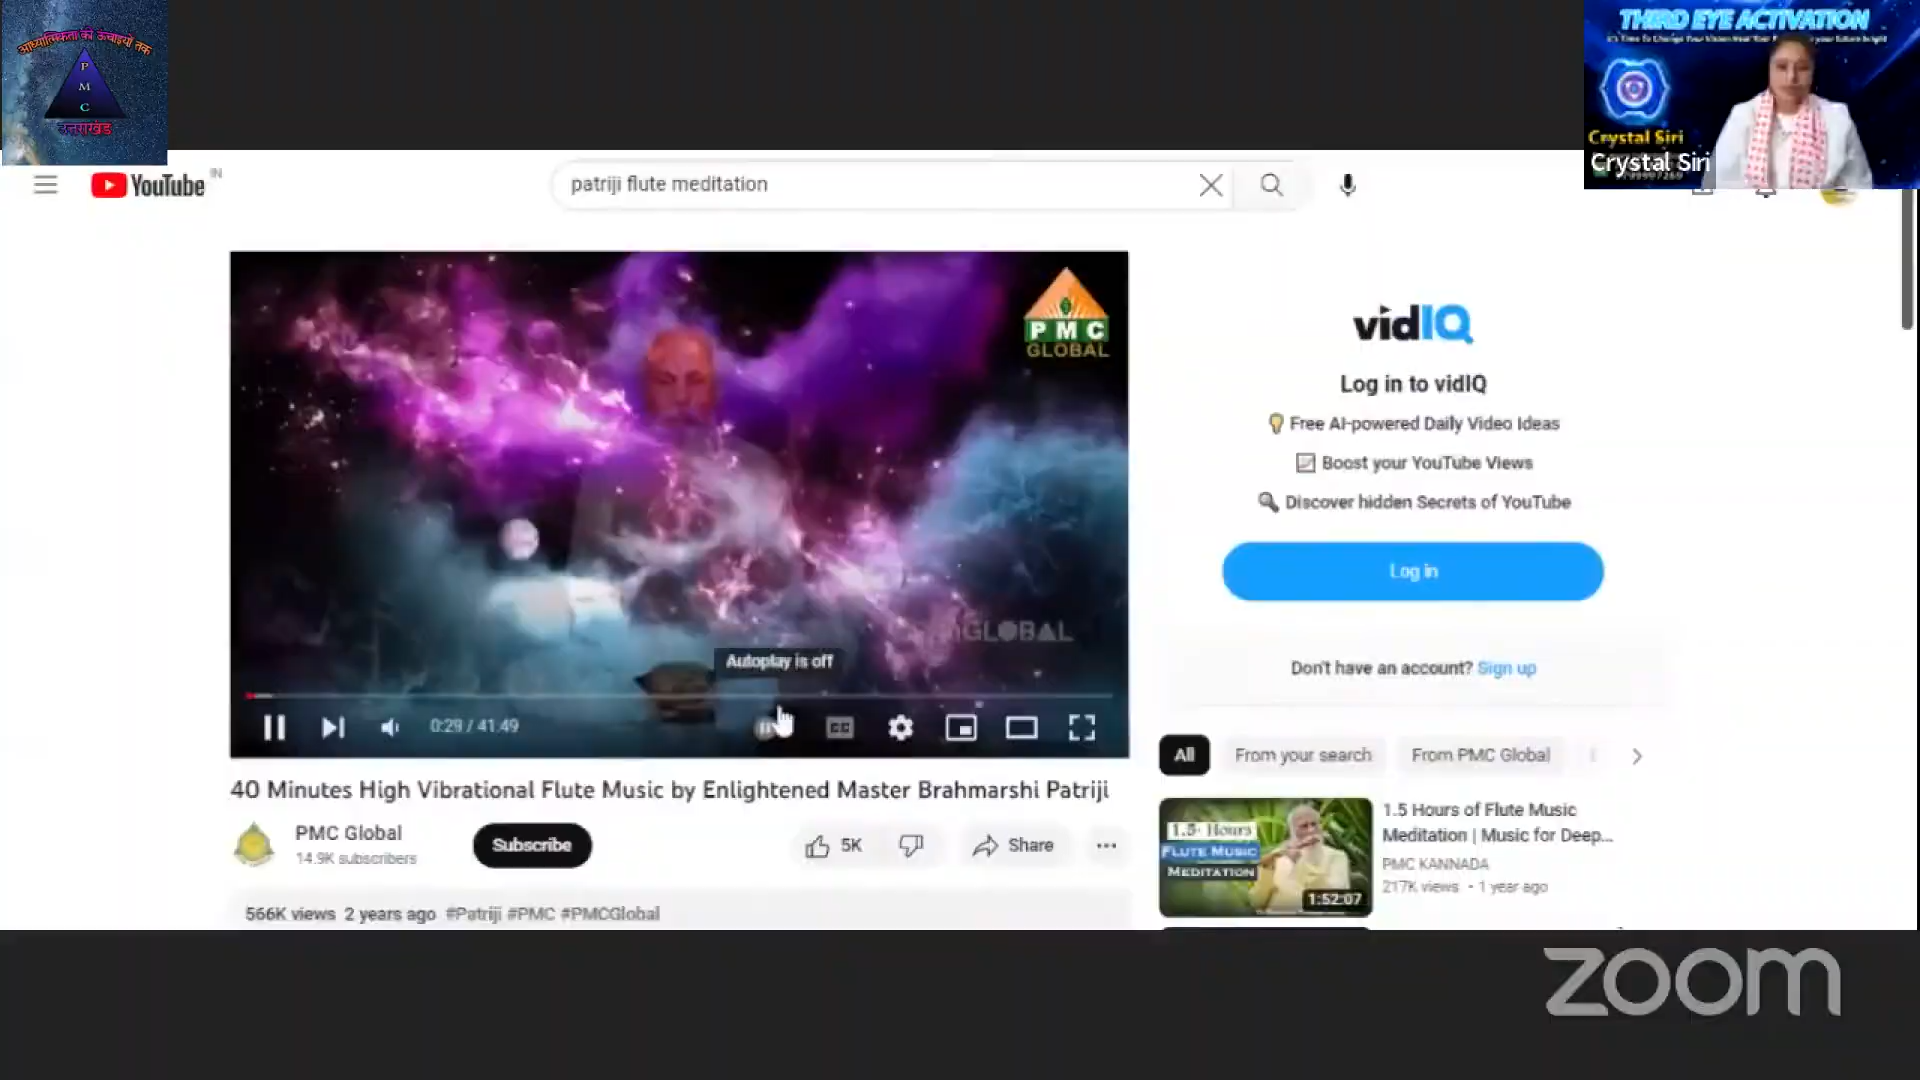 आध्यात्मिकता की ऊंचाइयों तक
P
M
C
उत्तराखंड
THIRD EYE ACTIVATION
Crystal Siri
Crystal Siri
YouTube IN
patriji flute meditation
PMC
GLOBAL
GLOBAL
Autoplay is off
0:29 / 41:49
CC
40 Minutes High Vibrational Flute Music by Enlightened Master Brahmarshi Patriji
PMC Global
14.9K subscribers
Subscribe
5K
Share
566K views 2 years ago #Patriji #PMC #PMCGlobal
vidIQ
Log in to vidIQ
Free AI-powered Daily Video Ideas
Boost your YouTube Views
Discover hidden Secrets of YouTube
Log in
Don't have an account? Sign up
All From your search From PMC Global
1.5 Hours
FLUTE MUSIC
MEDITATION
1:52:07
1.5 Hours of Flute Music
Meditation | Music for Deep...
PMC KANNADA
217K views • 1 year ago
zoom